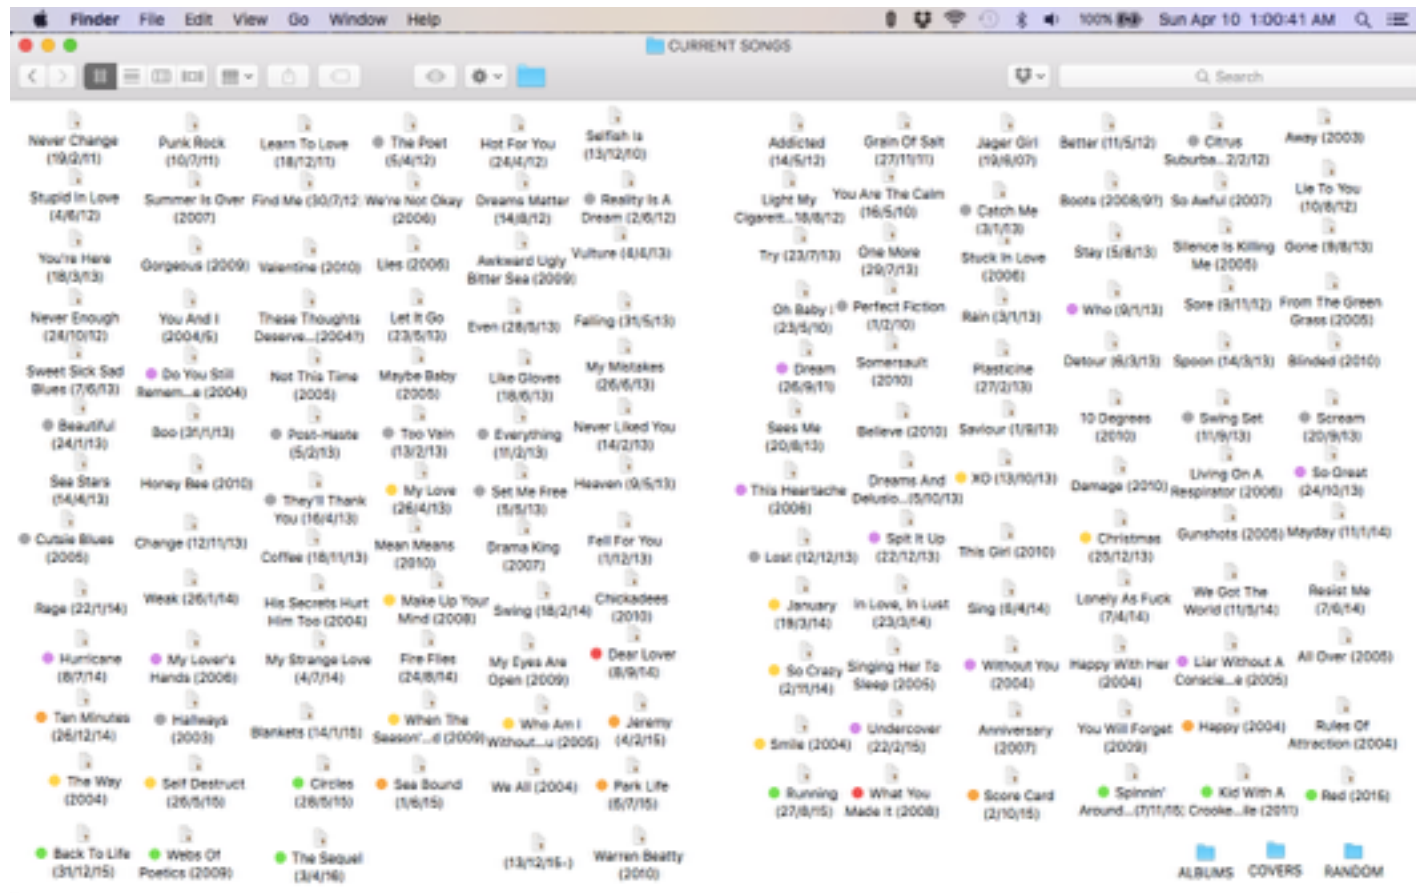 Finder File Edit View Go Window Help 100% Sun Apr 10 1:00:41 AM
CURRENT SONGS
Search
Never Change (19/2/11)
Punk Rock (10/7/11)
Learn To Love (18/12/11)
The Poet (5/4/12)
Hot For You (24/4/12)
Selfish Is (13/12/10)
Addicted (14/5/12)
Grain Of Salt (27/11/11)
Jager Girl (19/6/07)
Better (11/5/12)
Citrus Suburba...2/2/12)
Away (2003)
Stupid In Love (4/6/12)
Summer Is Over (2007)
Find Me (30/7/12)
We're Not Okay (2006)
Dreams Matter (14/8/12)
Reality Is A Dream (2/6/12)
Light My Cigarett...18/8/12)
You Are The Calm (16/5/10)
Catch Me (3/1/13)
Boots (2008/9?)
So Awful (2007)
Lie To You (10/8/12)
You're Here (18/3/13)
Gorgeous (2009)
Valentine (2010)
Lies (2006)
Awkward Ugly Bitter Sea (2009)
Vulture (4/4/13)
Try (23/7/13)
One More (29/7/13)
Stuck In Love (2006)
Stay (5/8/13)
Silence Is Killing Me (2005)
Gone (9/8/13)
Never Enough (24/10/12)
You And I (2004/5)
These Thoughts Deserve...(2004?)
Let It Go (23/5/13)
Even (28/5/13)
Falling (31/5/13)
Oh Baby (23/5/10)
Perfect Fiction (1/2/10)
Rain (3/1/13)
Who (9/1/13)
Sore (9/11/12)
From The Green Grass (2005)
Sweet Sick Sad Blues (7/6/13)
Do You Still Remem...e (2004)
Not This Time (2005)
Maybe Baby (2005)
Like Gloves (18/6/13)
My Mistakes (26/6/13)
Dream (26/9/11)
Somersault (2010)
Plasticine (27/2/13)
Detour (6/3/13)
Spoon (14/3/13)
Blinded (2010)
Beautiful (24/1/13)
Boo (31/1/13)
Post-Haste (5/2/13)
Too Vain (13/2/13)
Everything (11/2/13)
Never Liked You (14/2/13)
Sees Me (20/8/13)
Believe (2010)
Saviour (1/9/13)
10 Degrees (2010)
Swing Set (11/9/13)
Scream (20/9/13)
Sea Stars (14/4/13)
Honey Bee (2010)
They'll Thank You (16/4/13)
My Love (26/4/13)
Set Me Free (5/5/13)
Heaven (9/5/13)
This Heartache (2006)
Dreams And Delusio...(5/10/13)
XO (13/10/13)
Damage (2010)
Living On A Respirator (2006)
So Great (24/10/13)
Cutsie Blues (2005)
Change (12/11/13)
Coffee (18/11/13)
Mean Means (2010)
Drama King (2007)
Fell For You (1/12/13)
Lost (12/12/13)
Spit It Up (22/12/13)
This Girl (2010)
Christmas (25/12/13)
Gunshots (2005)
Mayday (11/1/14)
Rage (22/1/14)
Weak (26/1/14)
His Secrets Hurt Him Too (2004)
Make Up Your Mind (2008)
Swing (18/2/14)
Chickadees (2010)
January (19/3/14)
In Love, In Lust (23/3/14)
Sing (6/4/14)
Lonely As Fuck (7/4/14)
We Got The World (11/5/14)
Resist Me (7/6/14)
Hurricane (8/7/14)
My Lover's Hands (2006)
My Strange Love (4/7/14)
Fire Flies (24/8/14)
My Eyes Are Open (2009)
Dear Lover (8/9/14)
So Crazy (2/11/14)
Singing Her To Sleep (2005)
Without You (2004)
Happy With Her (2004)
Liar Without A Conscie...e (2005)
All Over (2005)
Ten Minutes (26/12/14)
Hallways (2003)
Blankets (14/1/15)
When The Season'...d (2009)
Who Am I Without...u (2005)
Jeremy (4/2/15)
Smile (2004)
Undercover (22/2/15)
Anniversary (2007)
You Will Forget (2009)
Happy (2004)
Rules Of Attraction (2004)
The Way (2004)
Self Destruct (26/5/15)
Circles (28/5/15)
Sea Bound (1/6/15)
We All (2004)
Park Life (6/7/15)
Running (27/8/15)
What You Made It (2008)
Score Card (2/10/15)
Spinnin' Around...(7/11/15)
Kid With A Crooke...ile (2011)
Red (2015)
Back To Life (31/12/15)
Webs Of Poetics (2009)
The Sequel (3/4/16)
(13/12/15-)
Warren Beatty (2010)
ALBUMS
COVERS
RANDOM